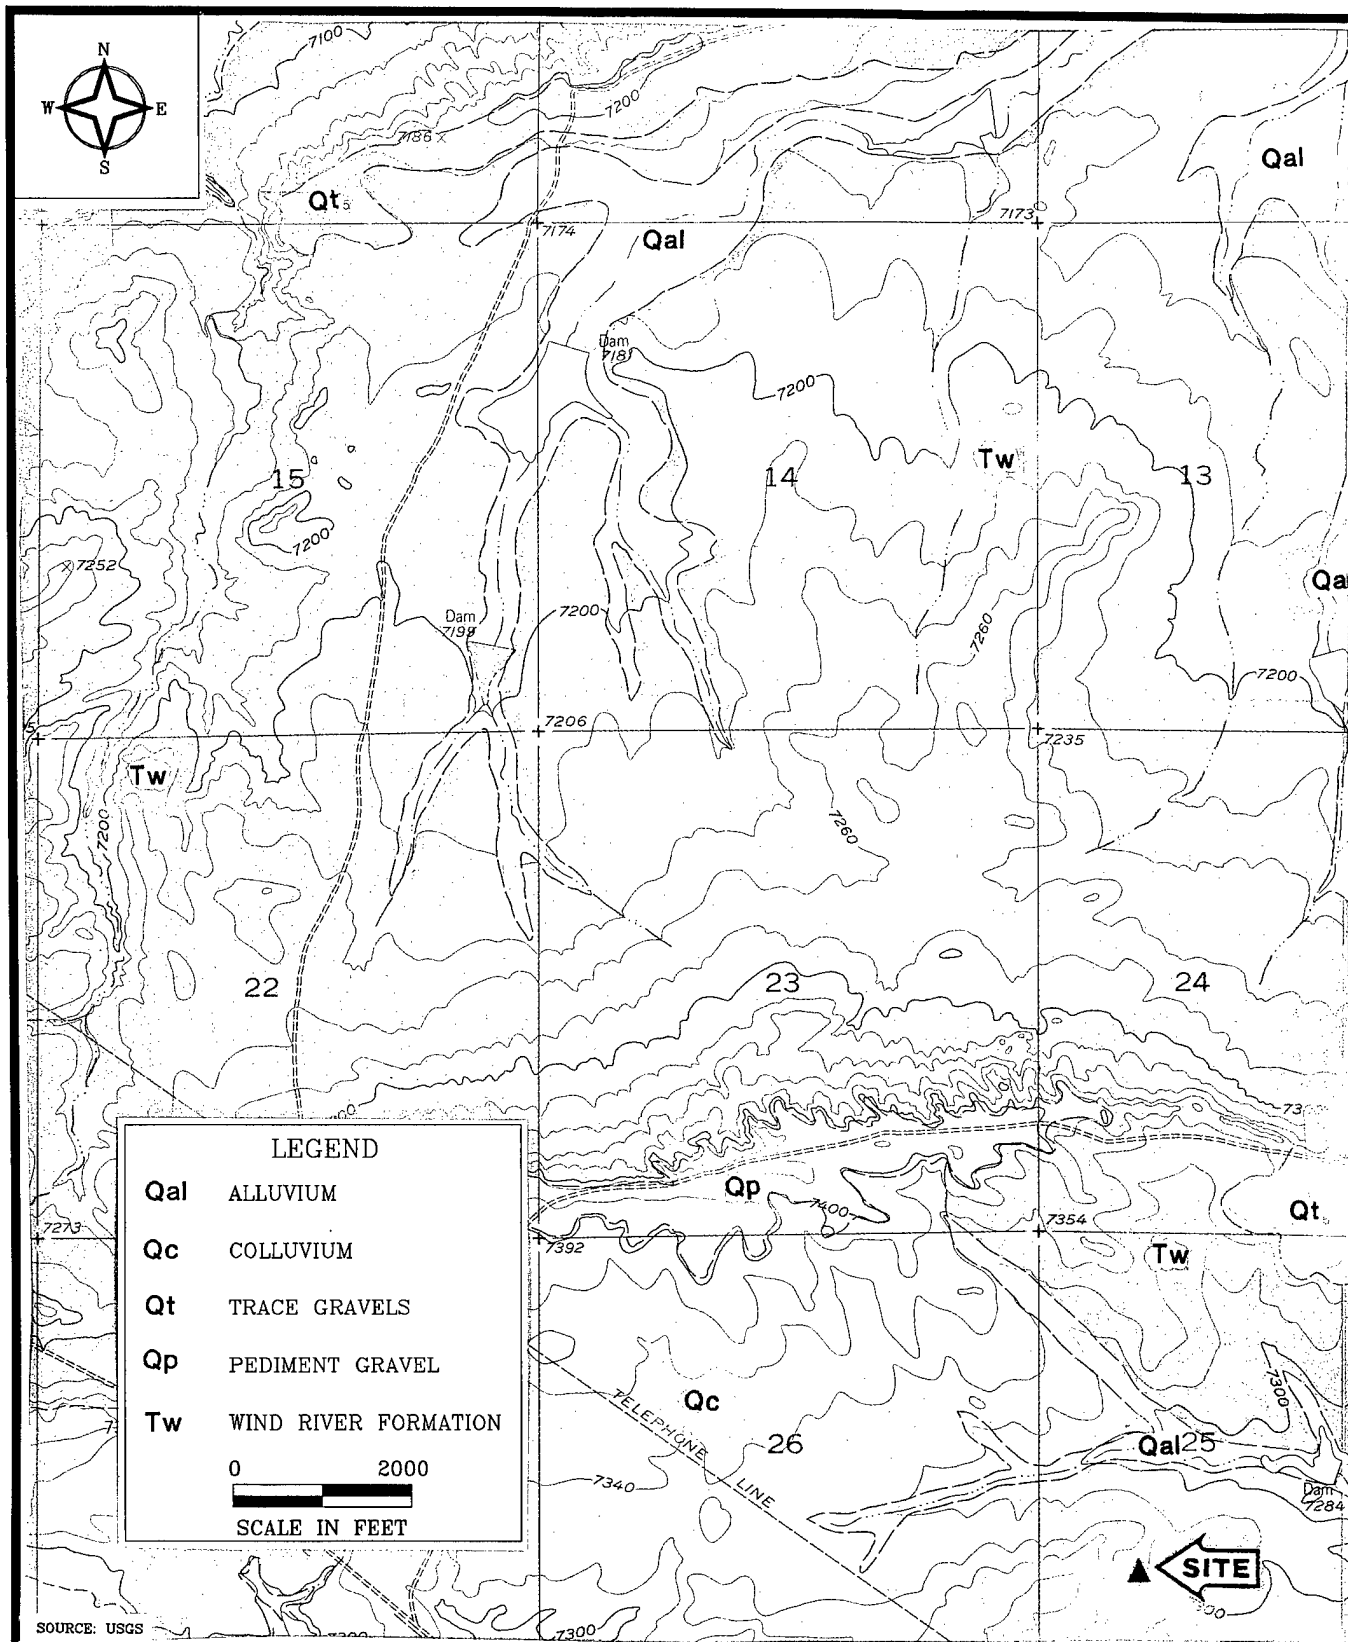 N
W E
S
7100
7200
7186
Qal
Qt
7174
Qal
7173
Dam
7200
15
14
Tw
13
7200
7252
Qal
Dam
7200
7260
7200
7206
7235
Tw
7200
7260
22
23
24
Qp
7400
Qt
7273
7392
7354
Tw
LEGEND
Qal ALLUVIUM
Qc COLLUVIUM
Qt TRACE GRAVELS
Qp PEDIMENT GRAVEL
Tw WIND RIVER FORMATION
0 2000
SCALE IN FEET
Qc
7300
TELEPHONE LINE
26
Qal 25
7340
Dam
7284
SITE
7300
SOURCE: USGS